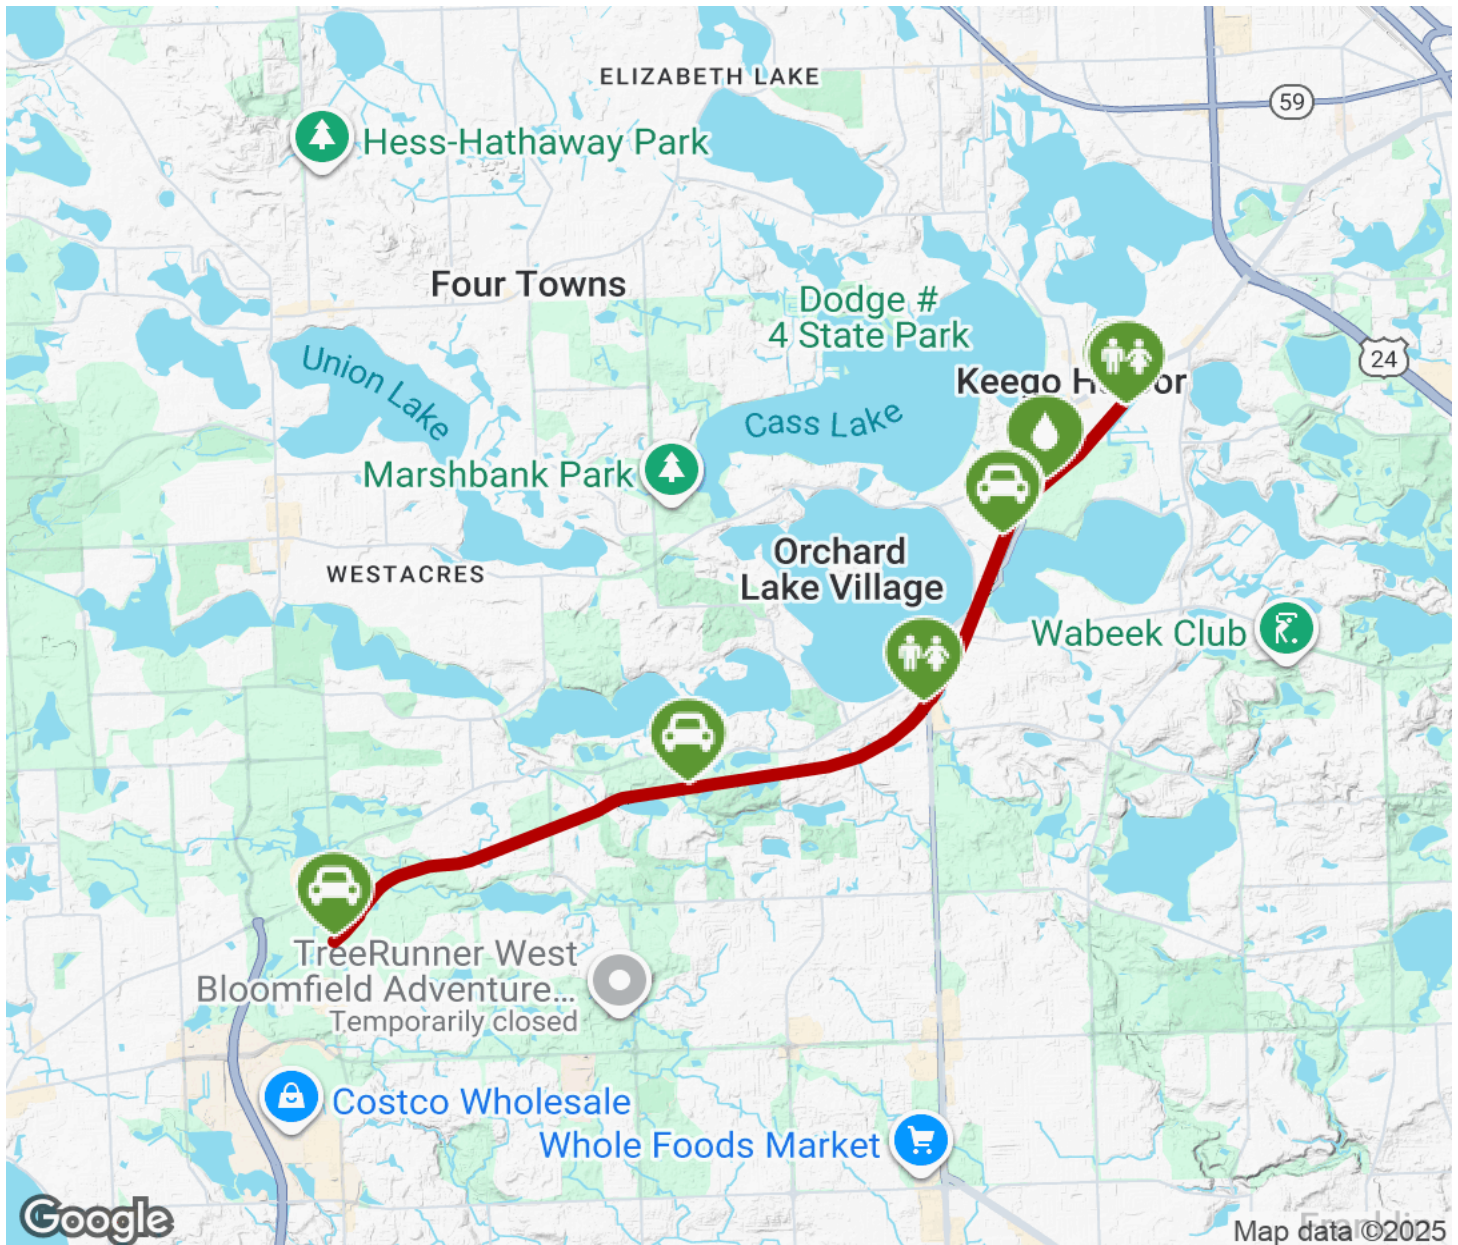 ELIZABETH LAKE
59
Hess-Hathaway Park
Four Towns
Dodge #
4 State Park
24
Union Lake
Keego H
or
Cass Lake
Marshbank Park
Orchard
Lake Village
WESTACRES
Wabeek Club
TreeRunner West
Bloomfield Adventure...
Temporarily closed
Costco Wholesale
Whole Foods Market
Google
Map data ©2025